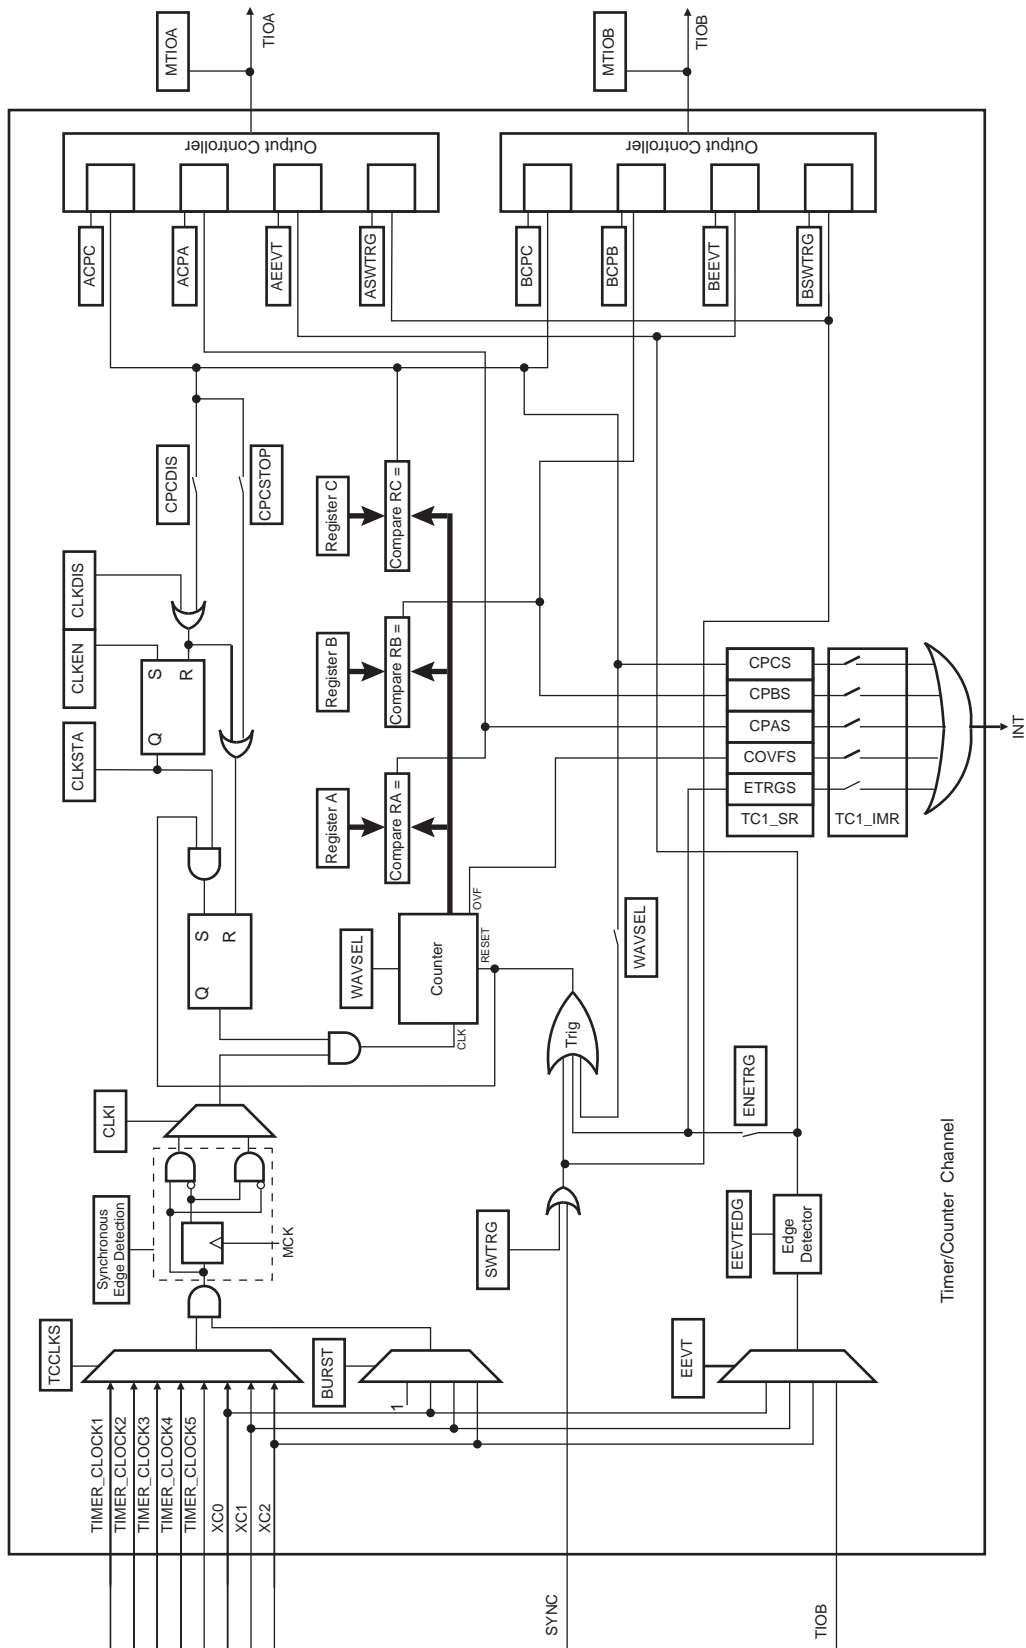 TIMER_CLOCK1
TIMER_CLOCK2
TIMER_CLOCK3
TIMER_CLOCK4
TIMER_CLOCK5
XC0
XC1
XC2
TCCLKS
Synchronous
Edge Detection
CLKI
MCK
BURST
1
CLKSTA
CLKEN
CLKDIS
CPCDIS
CPCSTOP
Q
S
R
Q
S
R
WAVSEL
Counter
CLK
RESET
OVF
Register A
Register B
Register C
Compare RA =
Compare RB =
Compare RC =
ACPC
ACPA
AEEVT
ASWTRG
Output Controller
MTIOA
TIOA
BCPC
BCPB
BEEVT
BSWTRG
Output Controller
MTIOB
TIOB
SYNC
SWTRG
Trig
WAVSEL
TIOB
EEVT
EEVTEDG
Edge
Detector
ENETRG
CPCS
CPBS
CPAS
COVFS
ETRGS
TC1_SR
TC1_IMR
INT
Timer/Counter Channel